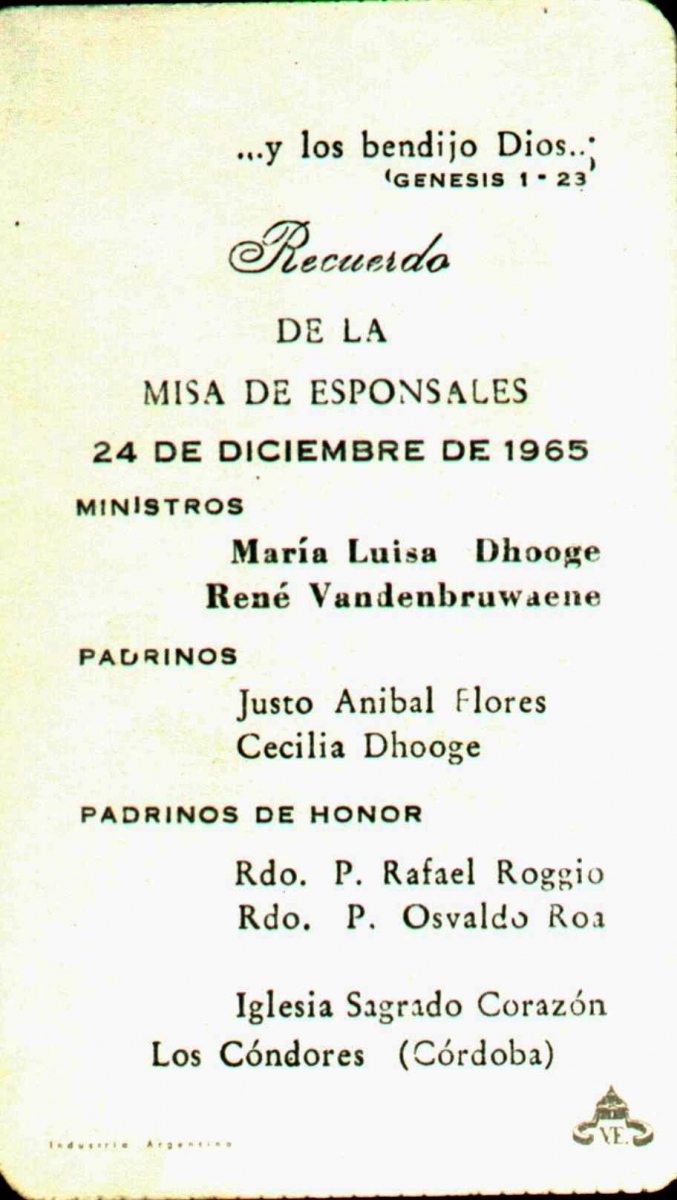 ...y los bendijo Dios..;
(GENESIS 1 - 23)
Recuerdo
DE LA
MISA DE ESPONSALES
24 DE DICIEMBRE DE 1965
MINISTROS
María Luisa Dhooge
René Vandenbruwaene
PADRINOS
Justo Anibal Flores
Cecilia Dhooge
PADRINOS DE HONOR
Rdo. P. Rafael Roggio
Rdo. P. Osvaldo Roa
Iglesia Sagrado Corazón
Los Cóndores (Córdoba)
Industria Argentina
V.E.